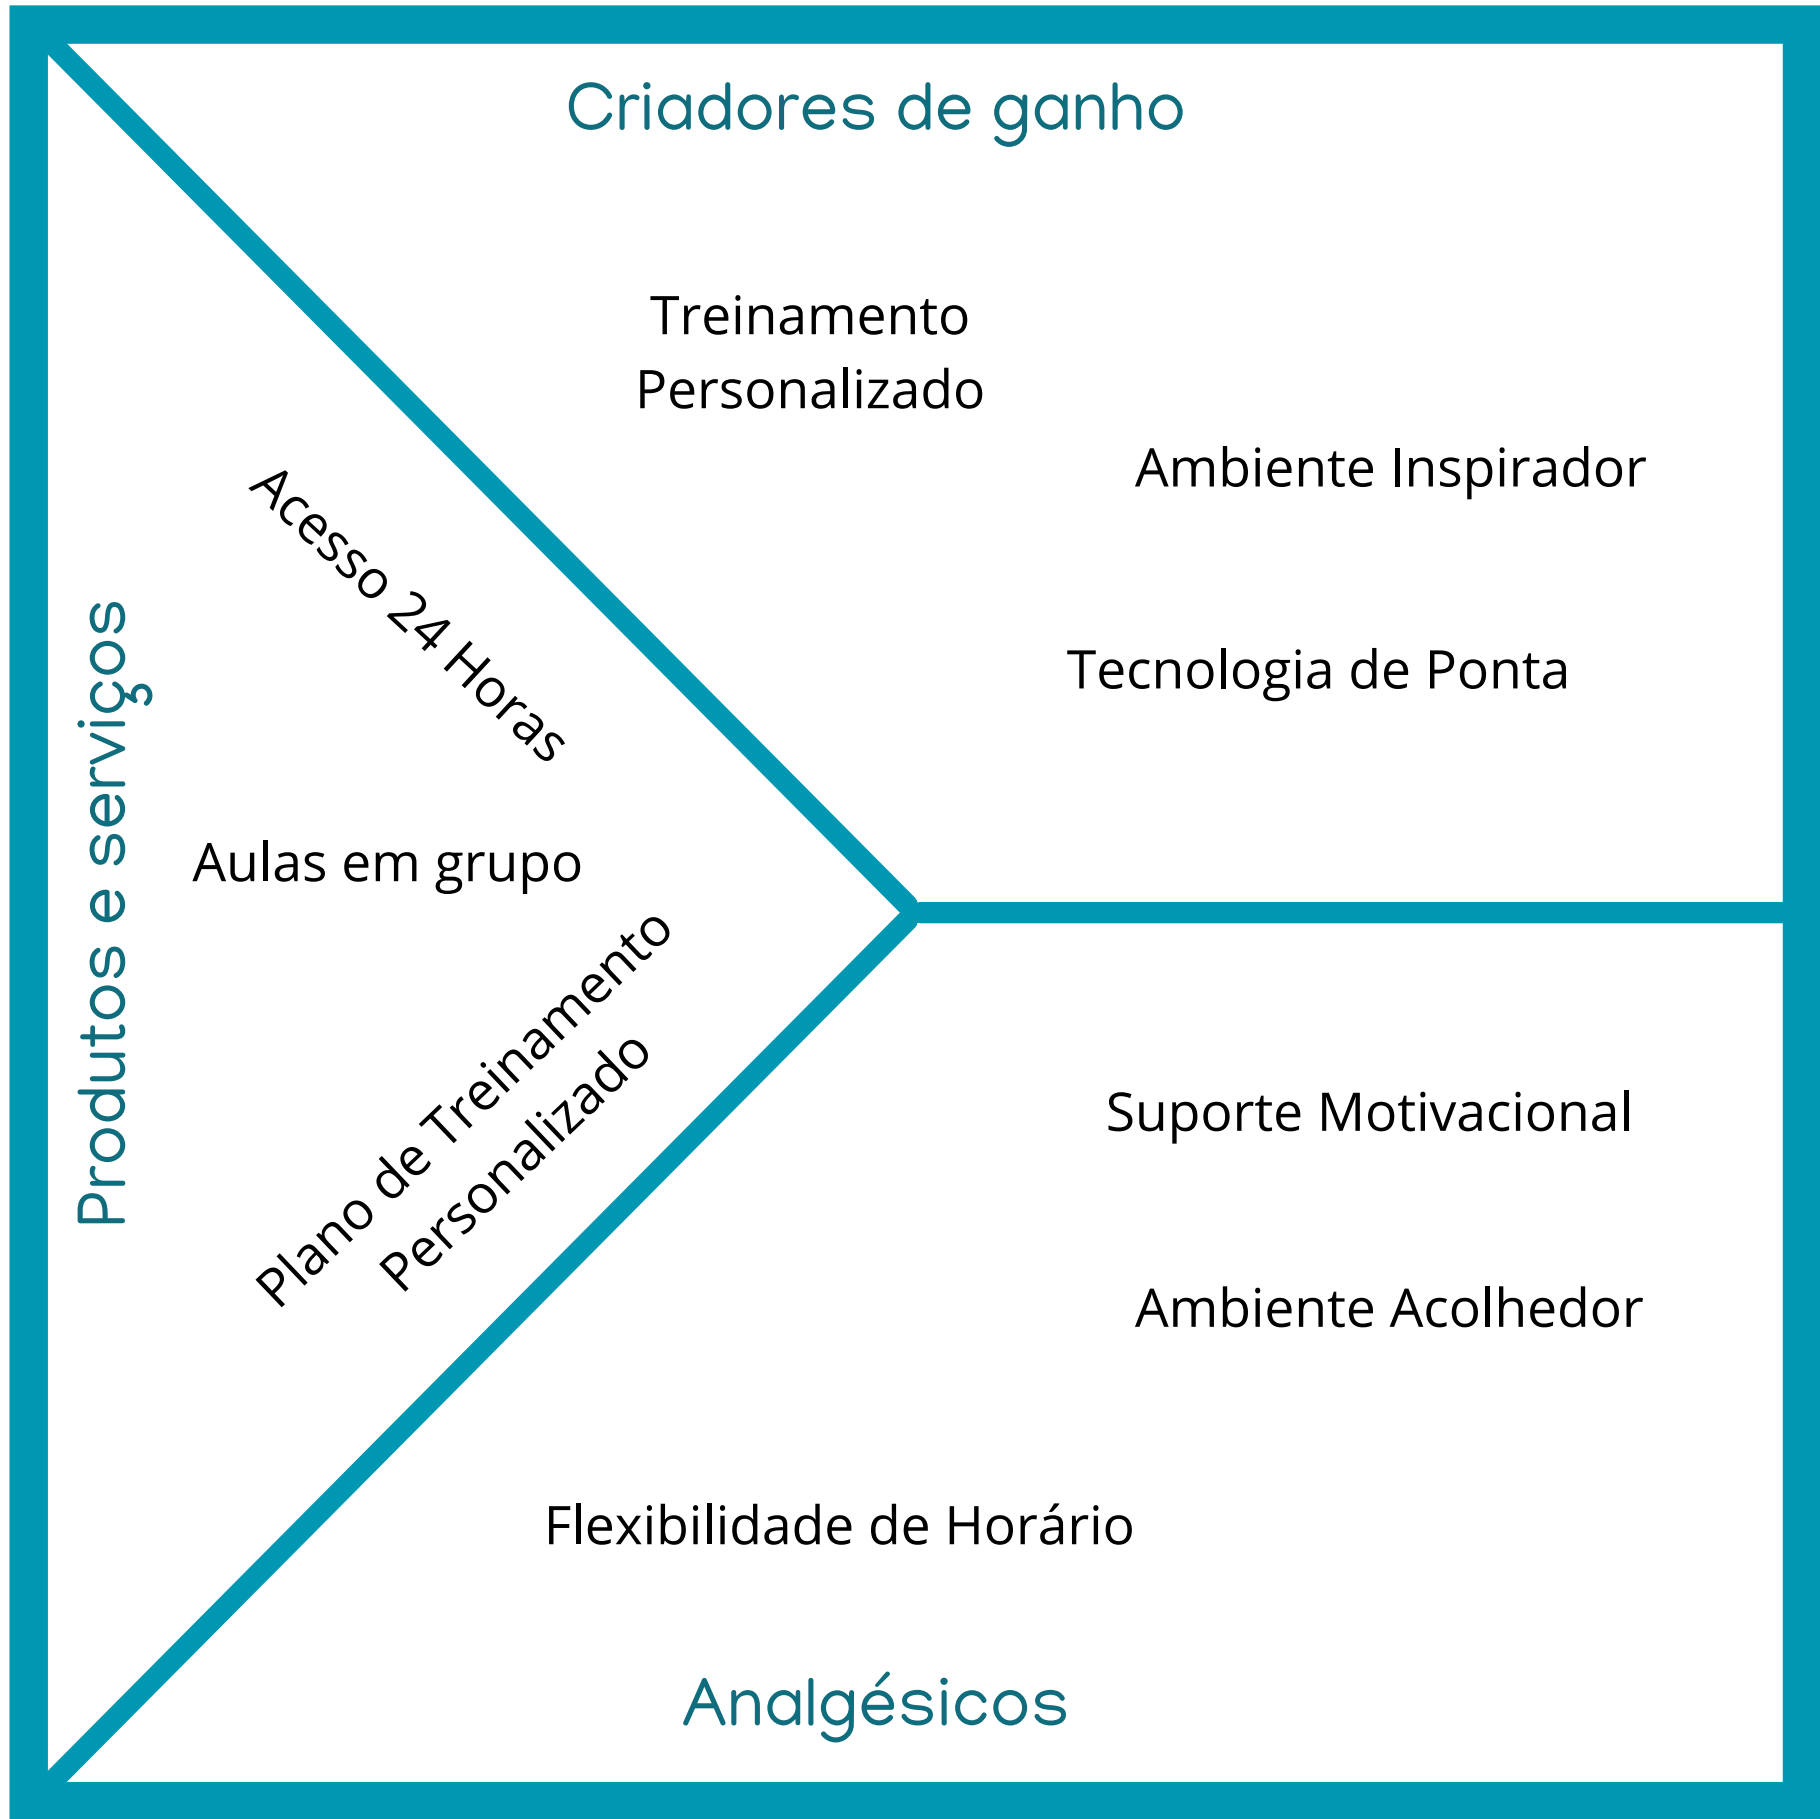 Criadores de ganho
Treinamento
Personalizado
Ambiente Inspirador
Tecnologia de Ponta
Produtos e serviços
Acesso 24 Horas
Aulas em grupo
Plano de Treinamento
Personalizado
Suporte Motivacional
Ambiente Acolhedor
Flexibilidade de Horário
Analgésicos